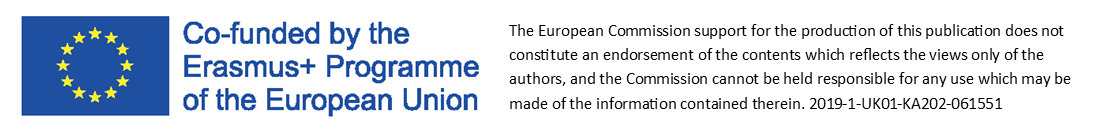 Co-funded by the
Erasmus+ Programme
of the European Union
The European Commission support for the production of this publication does not
constitute an endorsement of the contents which reflects the views only of the
authors, and the Commission cannot be held responsible for any use which may be
made of the information contained therein. 2019-1-UK01-KA202-061551